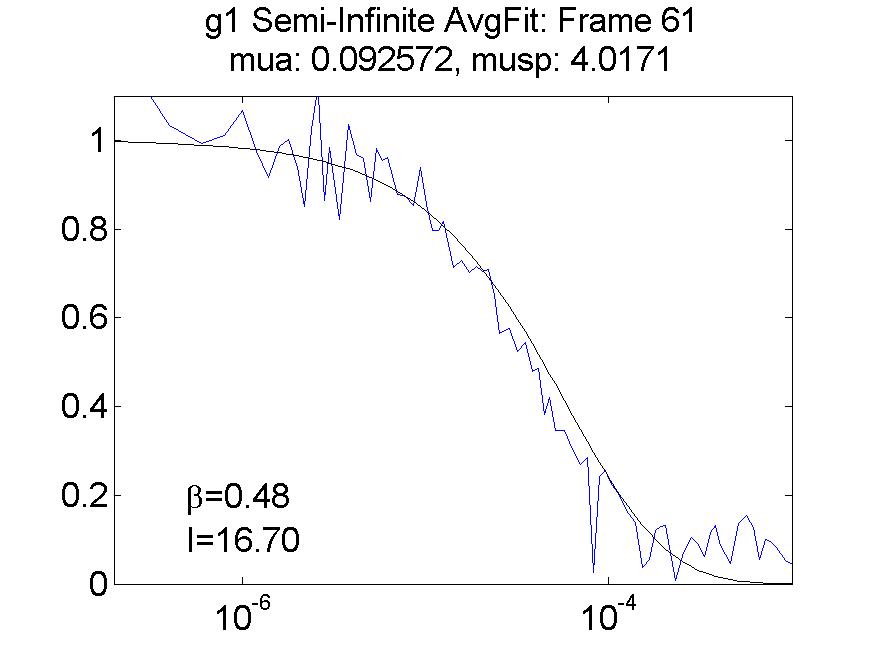 g1 Semi-Infinite AvgFit: Frame 61
mua: 0.092572, musp: 4.0171
1
0.8
0.6
0.4
0.2
0
β=0.48
I=16.70
10^-6
10^-4